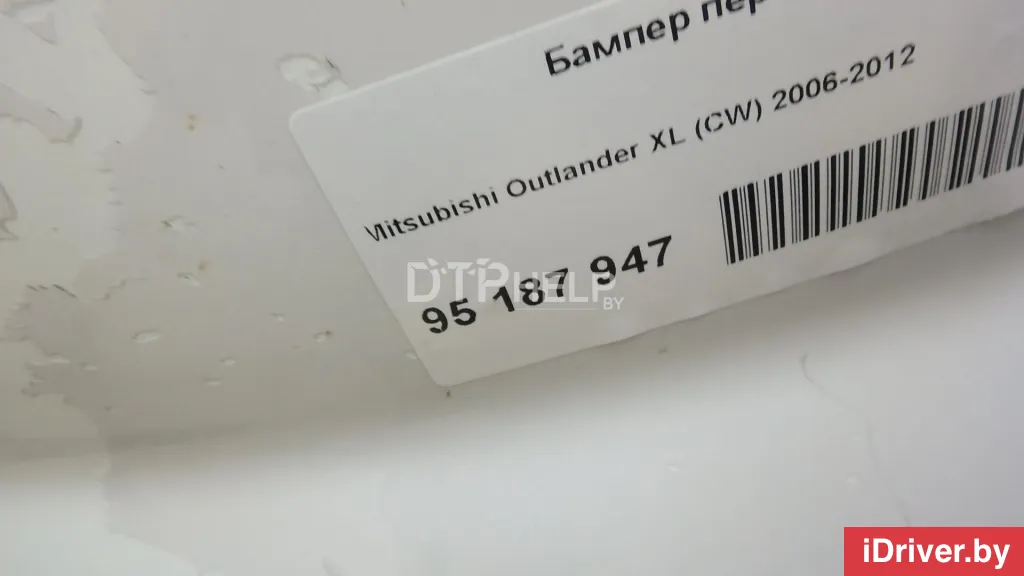 Бампер пер
Mitsubishi Outlander XL (CW) 2006-2012
95 187 947
DTPHELP
BY
iDriver.by